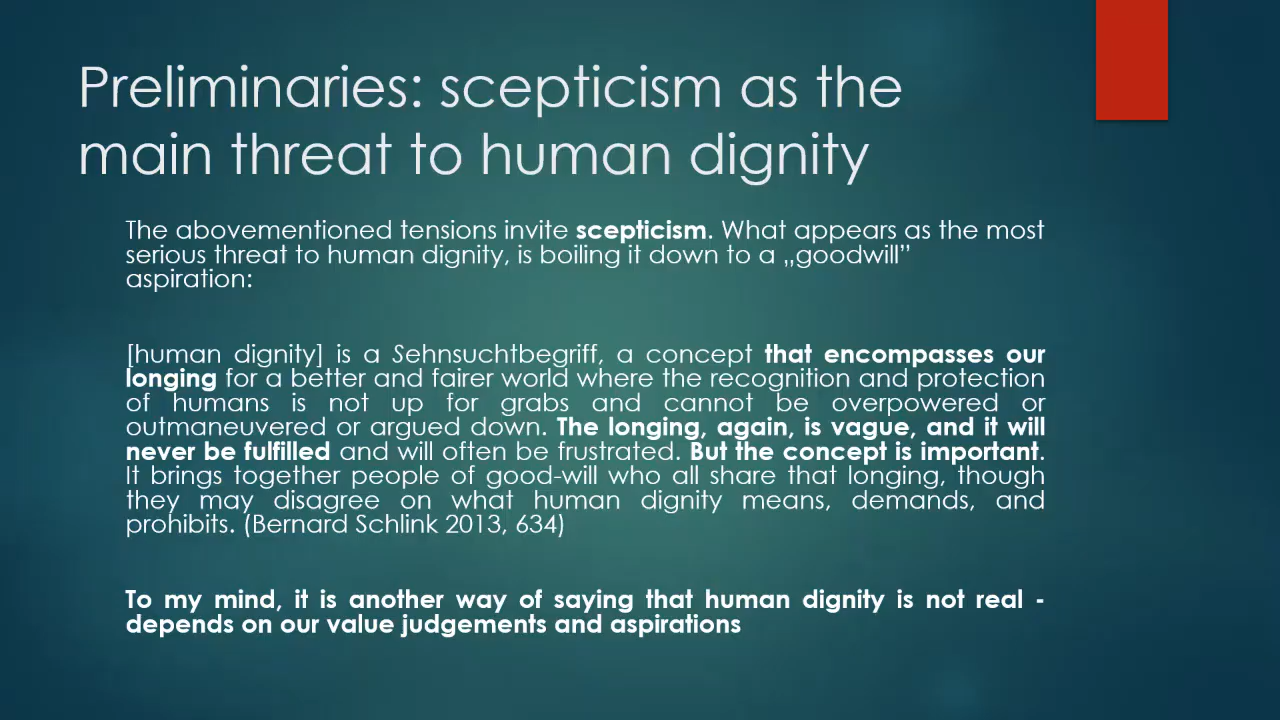 Preliminaries: scepticism as the
main threat to human dignity
The abovementioned tensions invite scepticism. What appears as the most
serious threat to human dignity, is boiling it down to a „goodwill”
aspiration:
[human dignity] is a Sehnsuchtbegriff, a concept that encompasses our
longing for a better and fairer world where the recognition and protection
of humans is not up for grabs and cannot be overpowered or
outmaneuvered or argued down. The longing, again, is vague, and it will
never be fulfilled and will often be frustrated. But the concept is important.
It brings together people of good-will who all share that longing, though
they may disagree on what human dignity means, demands, and
prohibits. (Bernard Schlink 2013, 634)
To my mind, it is another way of saying that human dignity is not real -
depends on our value judgements and aspirations